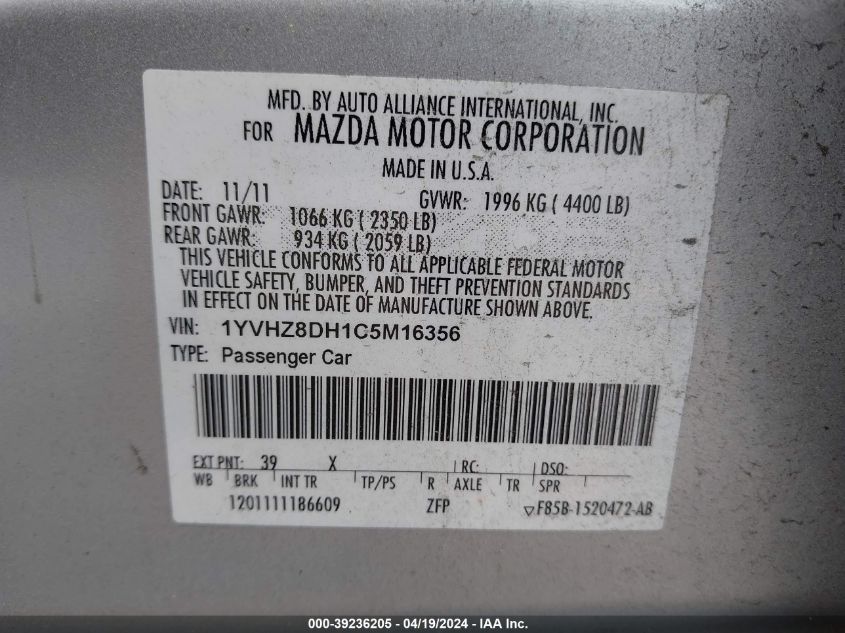 MFD. BY AUTO ALLIANCE INTERNATIONAL, INC.
FOR MAZDA MOTOR CORPORATION
MADE IN U.S.A.
DATE: 11/11 GVWR: 1996 KG ( 4400 LB)
FRONT GAWR: 1066 KG ( 2350 LB)
REAR GAWR: 934 KG ( 2059 LB)
THIS VEHICLE CONFORMS TO ALL APPLICABLE FEDERAL MOTOR
VEHICLE SAFETY, BUMPER, AND THEFT PREVENTION STANDARDS
IN EFFECT ON THE DATE OF MANUFACTURE SHOWN ABOVE.
VIN: 1YVHZ8DH1C5M16356
TYPE: Passenger Car
EXT PNT: 39 X RC: DSO:
WB BRK INT TR TP/PS R AXLE TR SPR
1201111186609 ZFP ▽F85B-1520472-AB
000-39236205 - 04/19/2024 - IAA Inc.